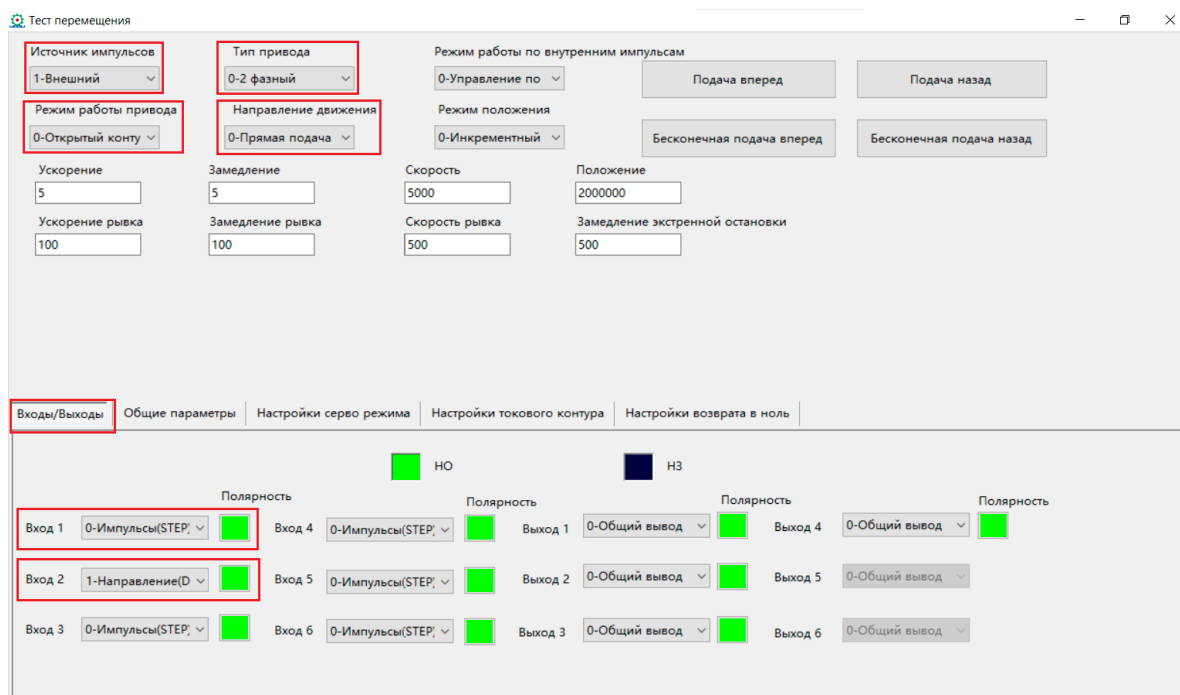 Тест перемещения
Источник импульсов Тип привода Режим работы по внутренним импульсам
1-Внешний 0-2 фазный 0-Управление по Подача вперед Подача назад
Режим работы привода Направление движения Режим положения
0-Открытый конту 0-Прямая подача 0-Инкрементный Бесконечная подача вперед Бесконечная подача назад
Ускорение Замедление Скорость Положение
5 5 5000 2000000
Ускорение рывка Замедление рывка Скорость рывка Замедление экстренной остановки
100 100 500 500
Входы/Выходы Общие параметры Настройки серво режима Настройки токового контура Настройки возврата в ноль
НО НЗ
Полярность Полярность Полярность Полярность
Вход 1 0-Импульсы(STEP) Вход 4 0-Импульсы(STEP) Выход 1 0-Общий вывод Выход 4 0-Общий вывод
Вход 2 1-Направление(D Вход 5 0-Импульсы(STEP) Выход 2 0-Общий вывод Выход 5 0-Общий вывод
Вход 3 0-Импульсы(STEP) Вход 6 0-Импульсы(STEP) Выход 3 0-Общий вывод Выход 6 0-Общий вывод